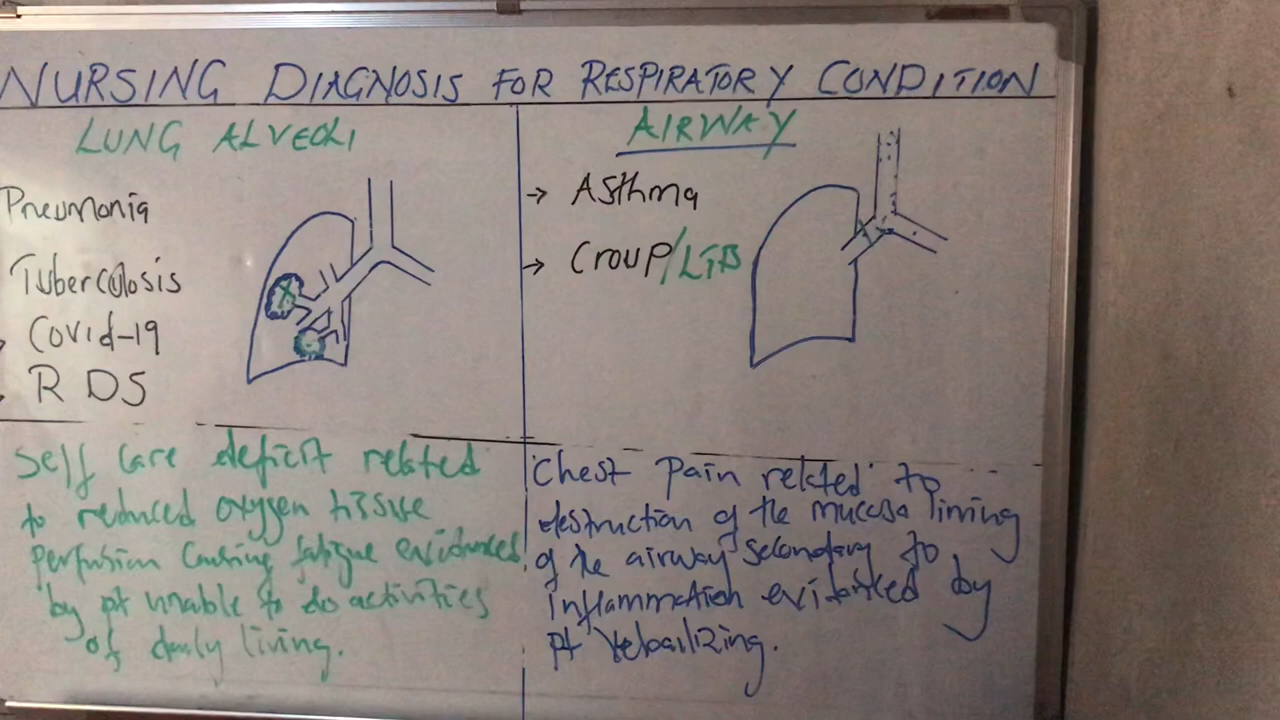 NURSING DIAGNOSIS FOR RESPIRATORY CONDITION
LUNG ALVEOLI
Pneumonia
Tuberculosis
Covid-19
R D S
Self Care deficit related
to reduced oxygen tissue
perfusion causing fatigue evidenced
by pt unable to do activities
of daily living.
AIRWAY
→ Asthma
→ Croup/LTB
Chest Pain related to
destruction of the mucosa lining
of the airway secondary to
inflammation evidenced by
pt